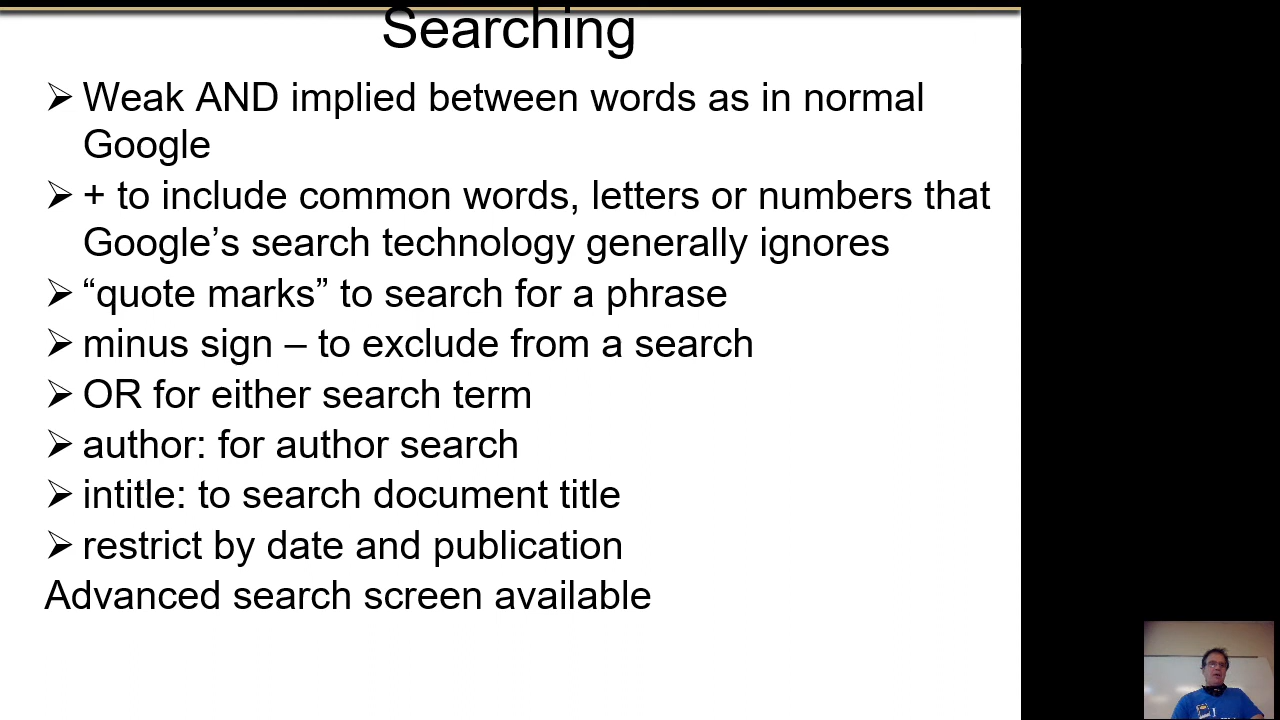 Searching
➢ Weak AND implied between words as in normal
Google
➢ + to include common words, letters or numbers that
Google’s search technology generally ignores
➢ “quote marks” to search for a phrase
➢ minus sign – to exclude from a search
➢ OR for either search term
➢ author: for author search
➢ intitle: to search document title
➢ restrict by date and publication
Advanced search screen available